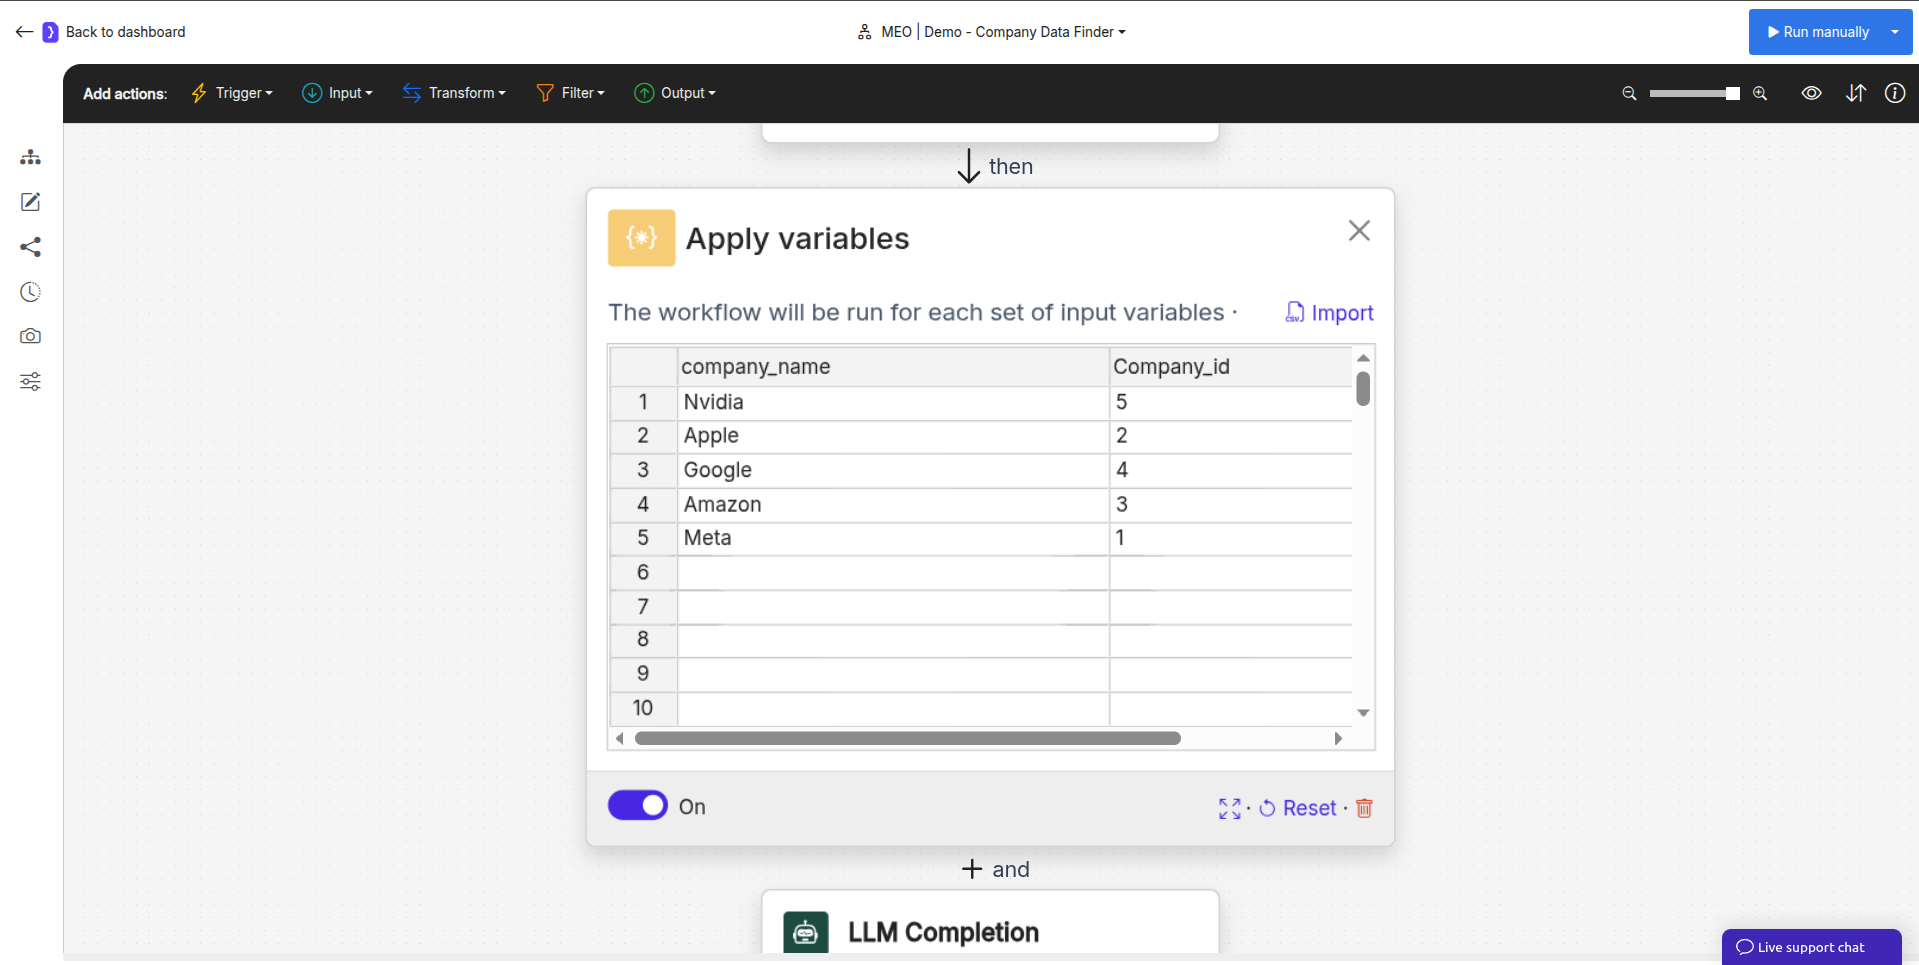 Back to dashboard
MEO | Demo - Company Data Finder
Run manually
Add actions:
Trigger
Input
Transform
Filter
Output
then
Apply variables
The workflow will be run for each set of input variables ·
CSV
Import
company_name Company_id
1 Nvidia 5
2 Apple 2
3 Google 4
4 Amazon 3
5 Meta 1
6
7
8
9
10
On
· Reset ·
+ and
LLM Completion
Live support chat